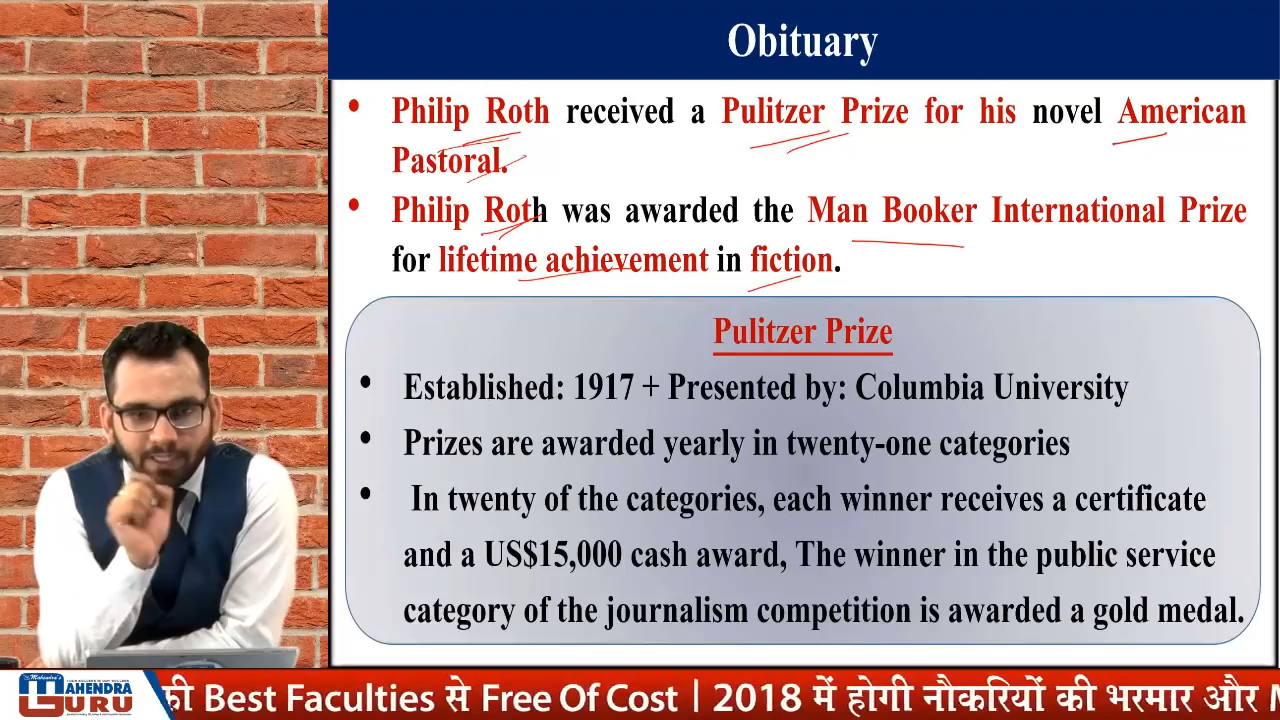 Obituary
• Philip Roth received a Pulitzer Prize for his novel American
Pastoral.
• Philip Roth was awarded the Man Booker International Prize
for lifetime achievement in fiction.
Pulitzer Prize
• Established: 1917 + Presented by: Columbia University
• Prizes are awarded yearly in twenty-one categories
• In twenty of the categories, each winner receives a certificate
and a US$15,000 cash award, The winner in the public service
category of the journalism competition is awarded a gold medal.
Mahendra's
MAHENDRA
GURU
की Best Faculties से Free Of Cost | 2018 में होगी नौकरियों की भरमार और